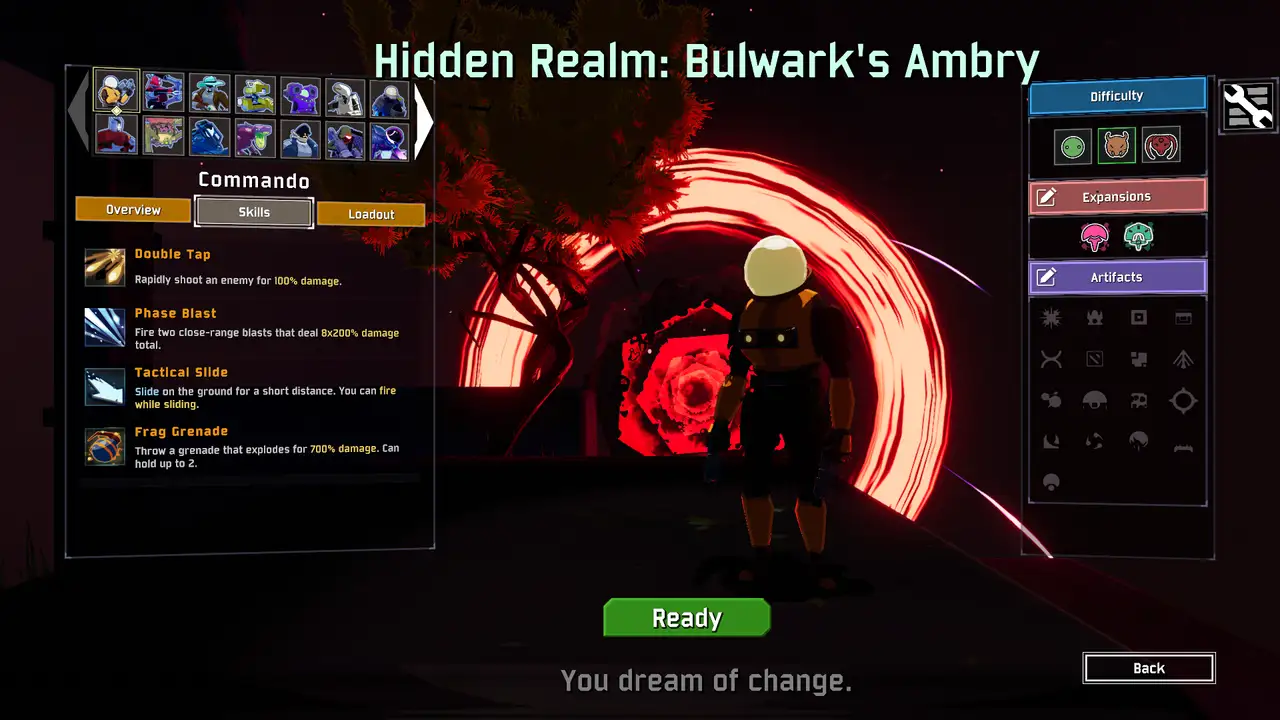 Hidden Realm: Bulwark's Ambry
Commando
Overview
Skills
Loadout
Double Tap
Rapidly shoot an enemy for 100% damage.
Phase Blast
Fire two close-range blasts that deal 8x200% damage
total.
Tactical Slide
Slide on the ground for a short distance. You can fire
while sliding.
Frag Grenade
Throw a grenade that explodes for 700% damage. Can
hold up to 2.
Difficulty
Expansions
Artifacts
Ready
You dream of change.
Back